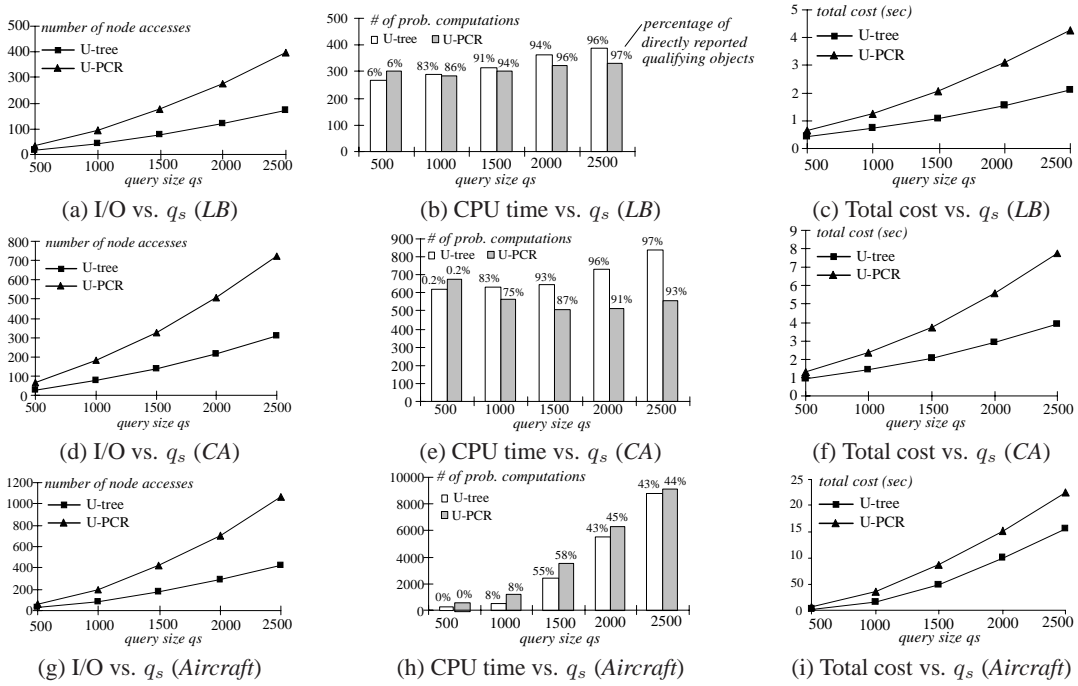 number of node accesses
U-tree
U-PCR
500
400
300
200
100
0
500 1000 1500 2000 2500
query size qs
(a) I/O vs. qs (LB)
# of prob. computations
U-tree
U-PCR
percentage of
directly reported
qualifying objects
500
400
300
200
100
0
6% 6% 83% 86% 91% 94% 94% 96% 96% 97%
500 1000 1500 2000 2500
query size qs
(b) CPU time vs. qs (LB)
total cost (sec)
U-tree
U-PCR
5
4
3
2
1
0
500 1000 1500 2000 2500
query size qs
(c) Total cost vs. qs (LB)
number of node accesses
U-tree
U-PCR
800
700
600
500
400
300
200
100
0
500 1000 1500 2000 2500
query size qs
(d) I/O vs. qs (CA)
# of prob. computations
U-tree
U-PCR
900
800
700
600
500
400
300
200
100
0
0.2% 0.2% 83% 75% 93% 87% 96% 91% 97% 93%
500 1000 1500 2000 2500
query size qs
(e) CPU time vs. qs (CA)
total cost (sec)
U-tree
U-PCR
9
8
7
6
5
4
3
2
1
0
500 1000 1500 2000 2500
query size qs
(f) Total cost vs. qs (CA)
number of node accesses
U-tree
U-PCR
1200
1000
800
600
400
200
0
500 1000 1500 2000 2500
query size qs
(g) I/O vs. qs (Aircraft)
# of prob. computations
U-tree
U-PCR
10000
8000
6000
4000
2000
0
0% 0% 8% 8% 55% 58% 43% 45% 43% 44%
500 1000 1500 2000 2500
query size qs
(h) CPU time vs. qs (Aircraft)
total cost (sec)
U-tree
U-PCR
25
20
15
10
50
0
500 1000 1500 2000 2500
query size qs
(i) Total cost vs. qs (Aircraft)